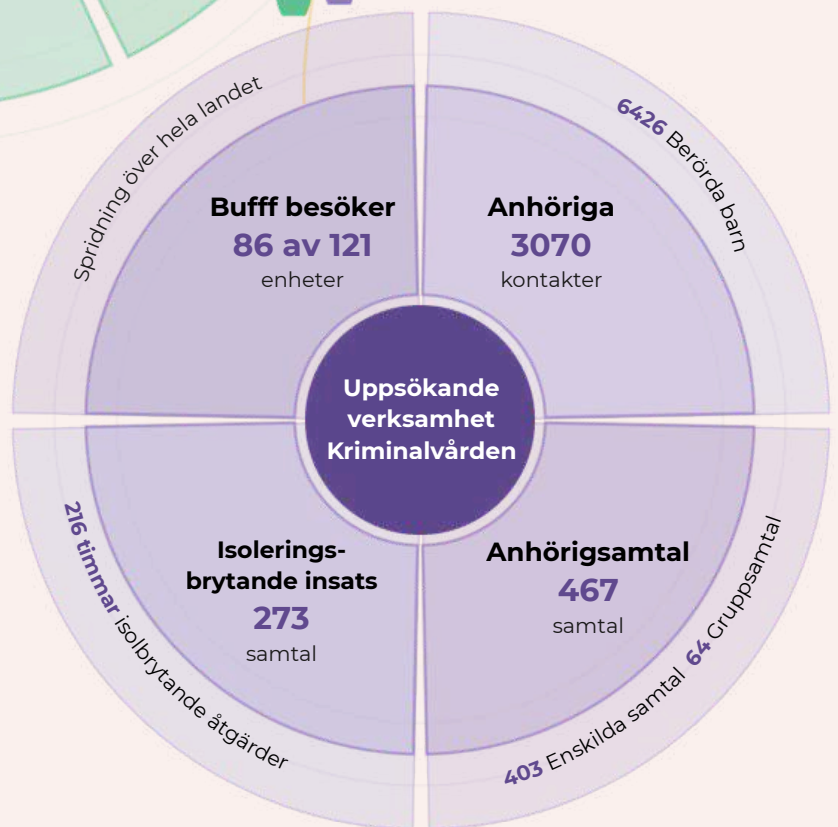 Spridning över hela landet
Bufff besöker
86 av 121
enheter
6426 Berörda barn
Anhöriga
3070
kontakter
Uppsökande
verksamhet
Kriminalvården
216 timmar isolbrytande åtgärder
Isolerings-
brytande insats
273
samtal
Anhörigsamtal
467
samtal
403 Enskilda samtal 64 Gruppsamtal